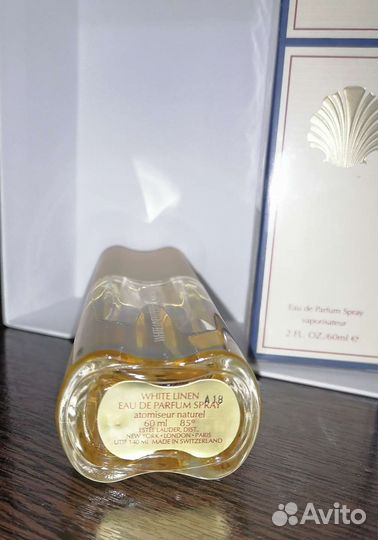 Eau de Parfum Spray
vaporisateur
2 FL. OZ./60ml ℮
WHITE LINEN
EAU DE PARFUM SPRAY
A18
atomiseur naturel
60 ml 85°
ESTEE LAUDER, DIST.,
NEW YORK • LONDON • PARIS
MADE IN SWITZERLAND
Avito